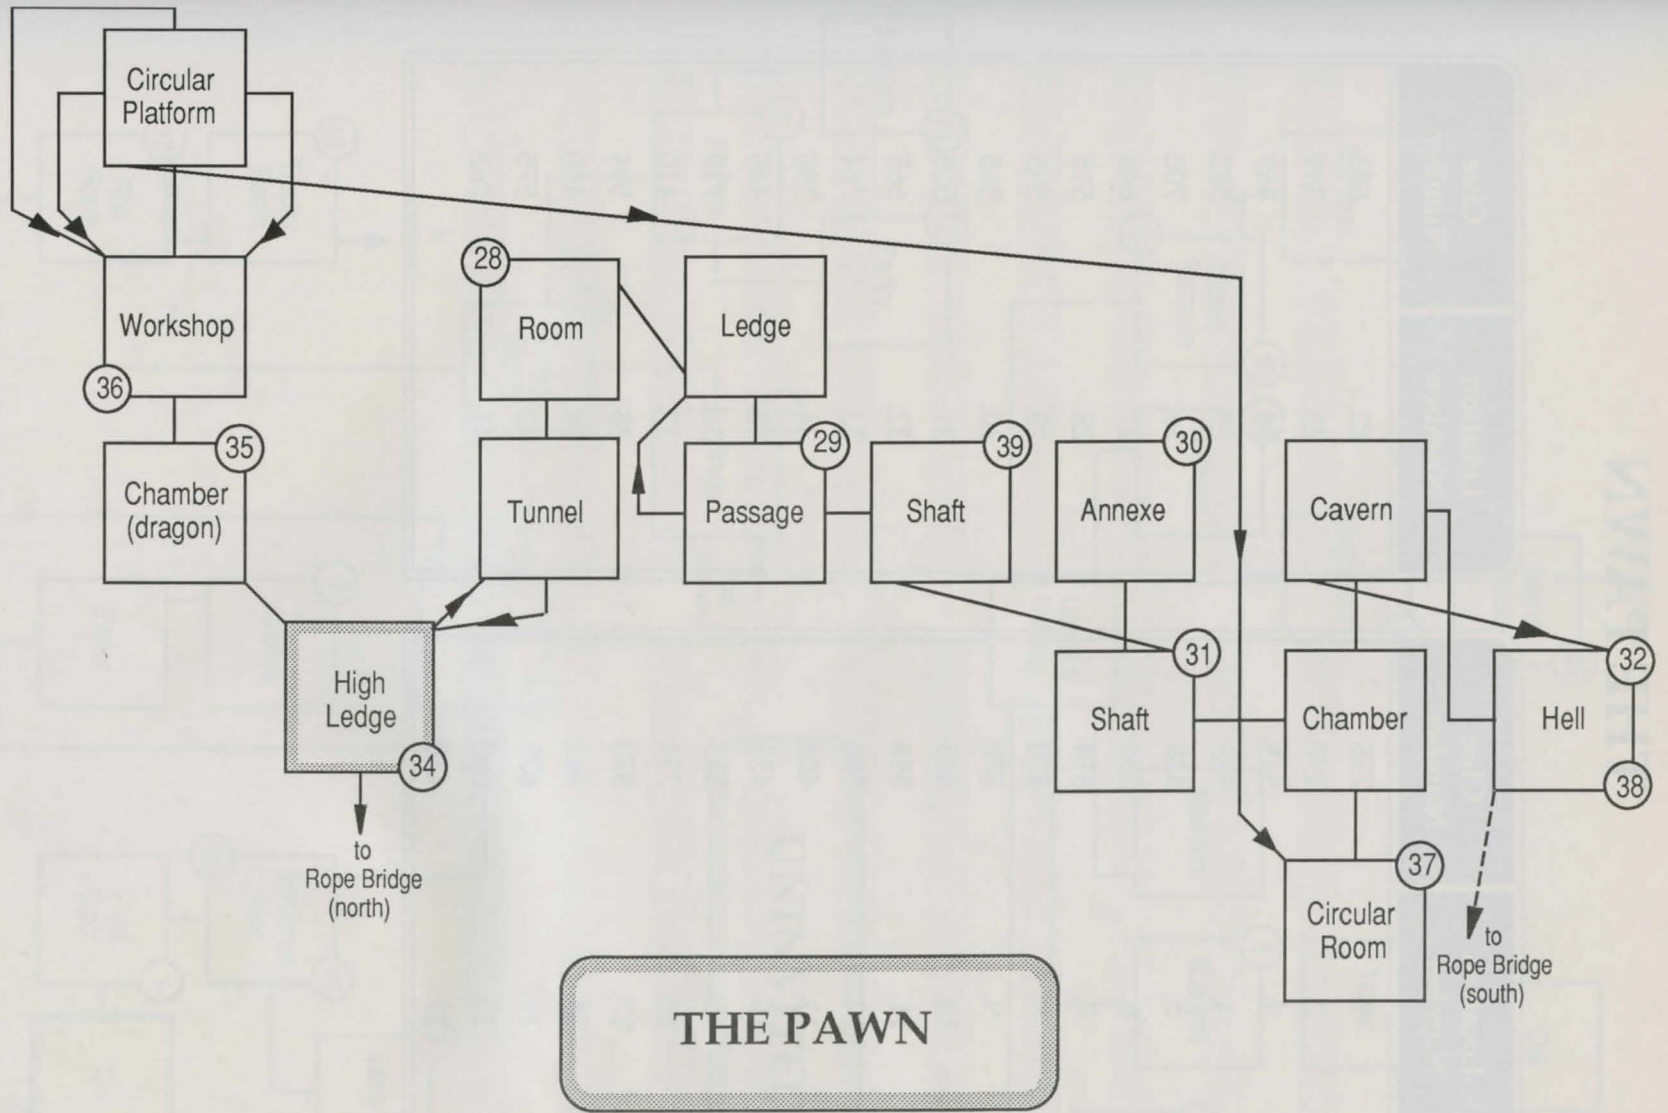 Circular
Platform
28
Room
Ledge
Workshop
36
35
Chamber
(dragon)
Tunnel
29
Passage
39
Shaft
30
Annexe
Cavern
High
Ledge
34
to
Rope Bridge
(north)
31
Shaft
Chamber
32
Hell
38
37
Circular
Room
to
Rope Bridge
(south)
THE PAWN